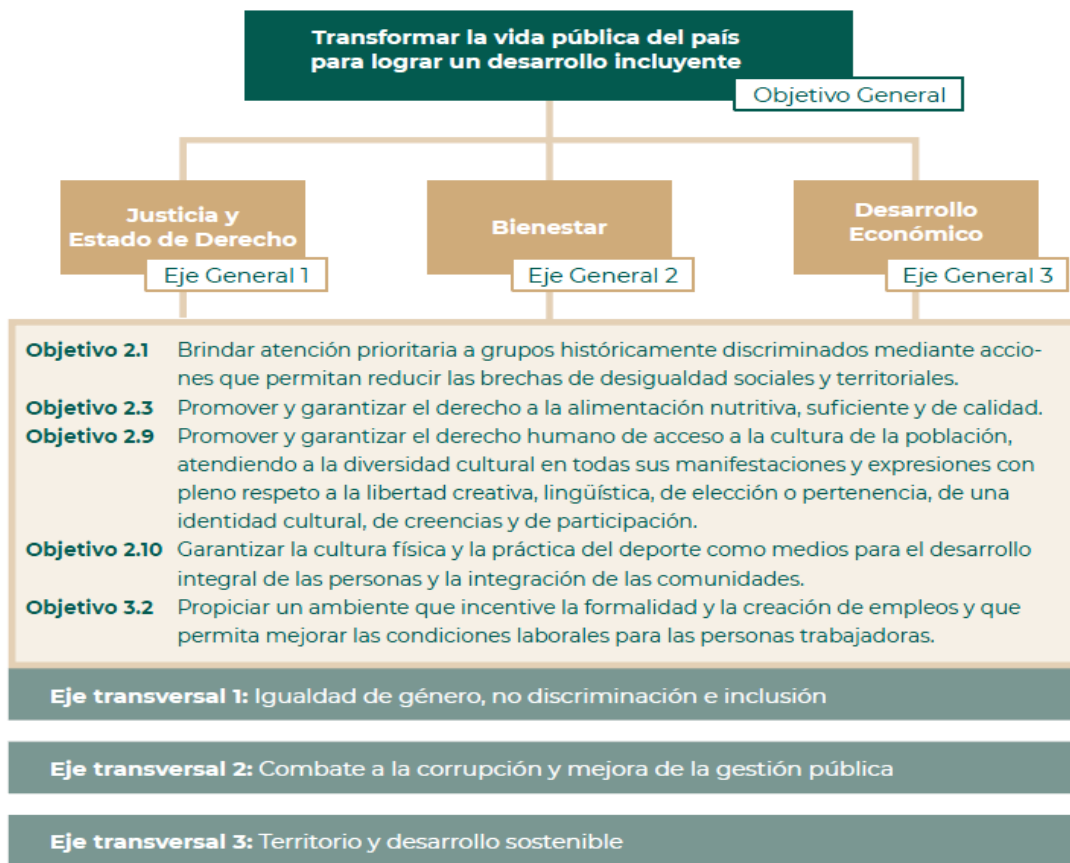 Transformar la vida pública del país
para lograr un desarrollo incluyente
Objetivo General
Justicia y
Estado de Derecho
Eje General 1
Bienestar
Eje General 2
Desarrollo
Económico
Eje General 3
Objetivo 2.1 Brindar atención prioritaria a grupos históricamente discriminados mediante accio-
nes que permitan reducir las brechas de desigualdad sociales y territoriales.
Objetivo 2.3 Promover y garantizar el derecho a la alimentación nutritiva, suficiente y de calidad.
Objetivo 2.9 Promover y garantizar el derecho humano de acceso a la cultura de la población,
atendiendo a la diversidad cultural en todas sus manifestaciones y expresiones con
pleno respeto a la libertad creativa, lingüística, de elección o pertenencia, de una
identidad cultural, de creencias y de participación.
Objetivo 2.10 Garantizar la cultura física y la práctica del deporte como medios para el desarrollo
integral de las personas y la integración de las comunidades.
Objetivo 3.2 Propiciar un ambiente que incentive la formalidad y la creación de empleos y que
permita mejorar las condiciones laborales para las personas trabajadoras.
Eje transversal 1: Igualdad de género, no discriminación e inclusión
Eje transversal 2: Combate a la corrupción y mejora de la gestión pública
Eje transversal 3: Territorio y desarrollo sostenible